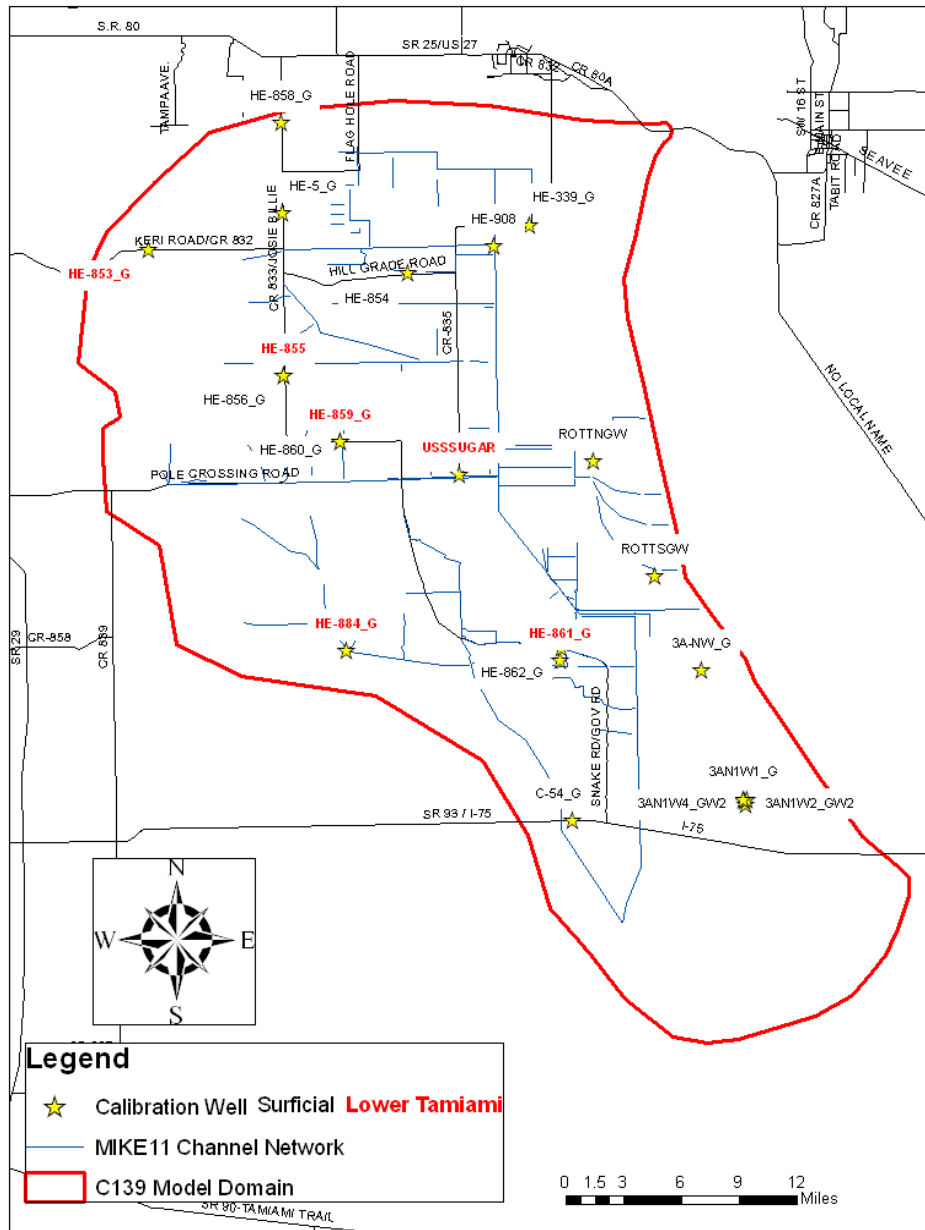 S.R. 80
SR 25/US 27
CR 832
CR 80A
TAMPA AVE.
FLAG HOLE ROAD
HE-858_G
SW 16 ST
E MAIN ST
TABIT ROAD
SEAVEE
CR 827A
HE-5_G
HE-339_G
HE-908
KERI ROAD/CR 832
CR 833/JOSIE BILLIE
HILL GRADE ROAD
HE-853_G
HE-854
CR-835
HE-855
NO LOCAL NAME
HE-856_G
HE-859_G
HE-860_G
USSSUGAR
ROTTNGW
POLE CROSSING ROAD
ROTTSGW
SR 29
CR-858
CR 839
HE-884_G
HE-861_G
HE-862_G
3A-NW_G
SNAKE RD/GOV RD
3AN1W1_G
C-54_G
3AN1W4_GW2
3AN1W2_GW2
SR 93 / I-75
I-75
N
W
E
S
Legend
Calibration Well Surficial Lower Tamiami
MIKE11 Channel Network
C139 Model Domain
SR 90-TAMIAMI TRAIL
0 1.5 3 6 9 12
Miles